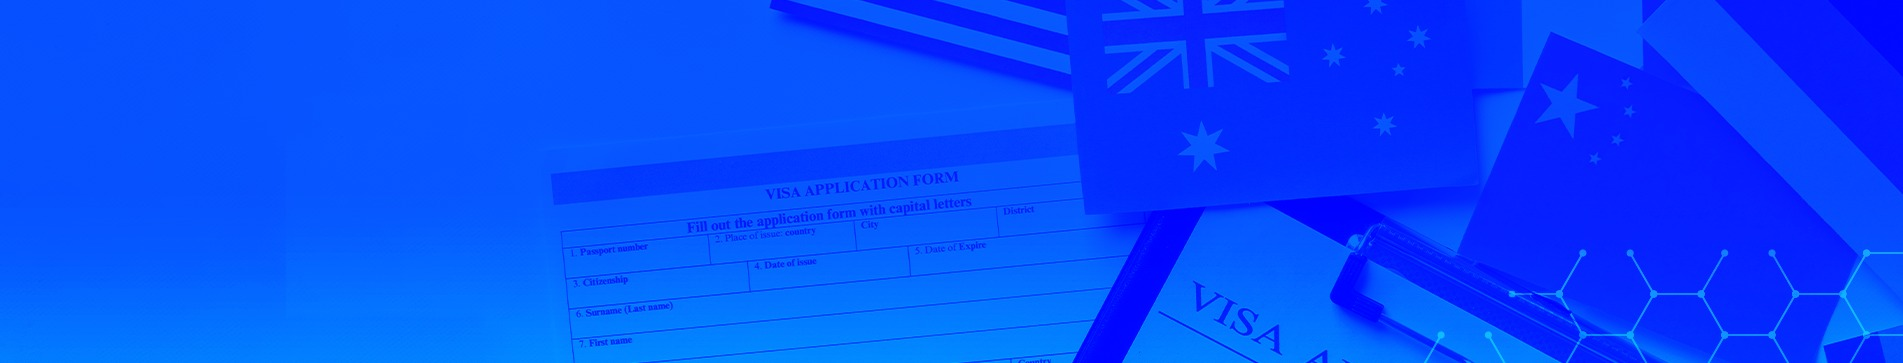 VISA APPLICATION FORM
Fill out the application form with capital letters
1. Passport number
2. Place of issue: country
City
District
3. Citizenship
4. Date of issue
5. Date of Expire
6. Surname (Last name)
7. First name
Country
VISA A